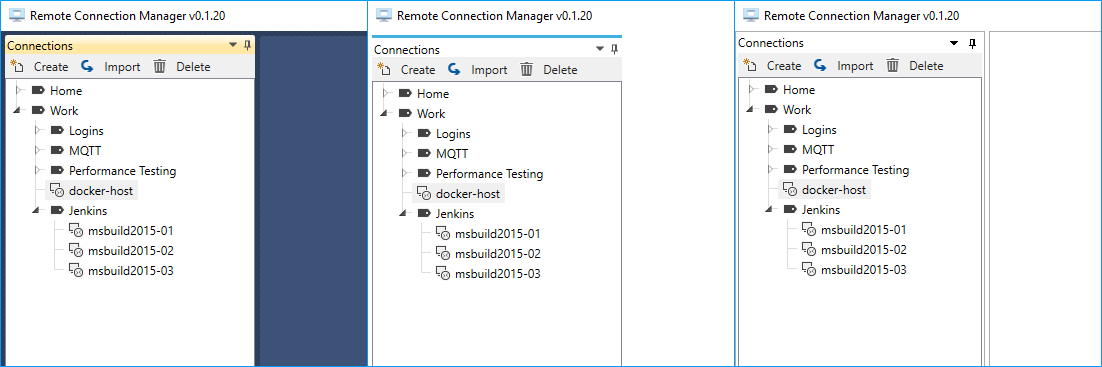 Remote Connection Manager v0.1.20
Connections
Create Import Delete
Home
Work
Logins
MQTT
Performance Testing
docker-host
Jenkins
msbuild2015-01
msbuild2015-02
msbuild2015-03
Remote Connection Manager v0.1.20
Connections
Create Import Delete
Home
Work
Logins
MQTT
Performance Testing
docker-host
Jenkins
msbuild2015-01
msbuild2015-02
msbuild2015-03
Remote Connection Manager v0.1.20
Connections
Create Import Delete
Home
Work
Logins
MQTT
Performance Testing
docker-host
Jenkins
msbuild2015-01
msbuild2015-02
msbuild2015-03